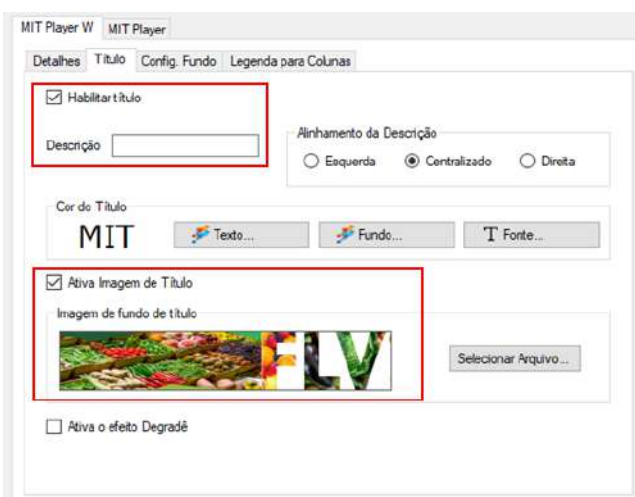 MIT Player W MIT Player
Detalhes Título Config. Fundo Legenda para Colunas
Habilitar título
Descrição
Alinhamento da Descrição
Esquerda Centralizado Direita
Cor do Título
MIT Texto... Fundo... T Fonte...
Ativa Imagem de Título
Imagem de fundo de título
FLV
Selecionar Arquivo...
Ativa o efeito Degradê